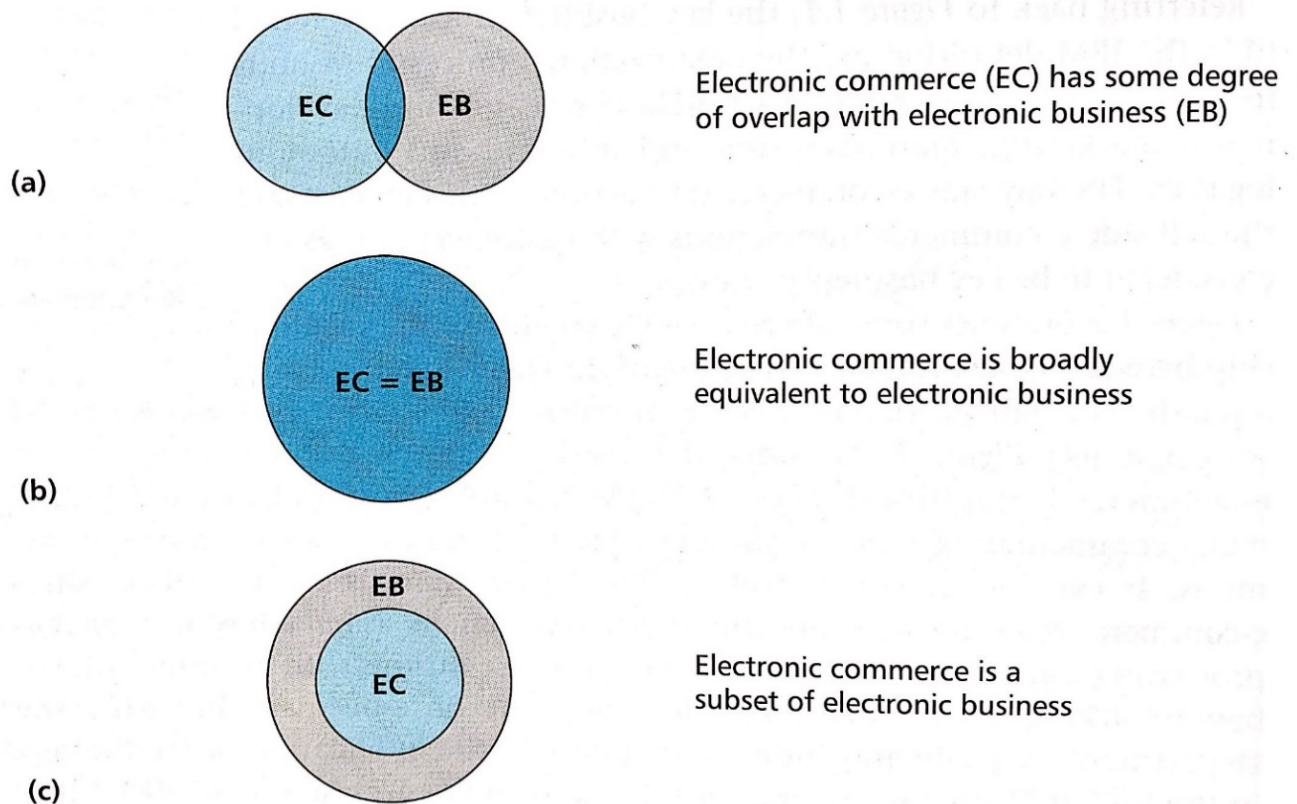 EC
EB
Electronic commerce (EC) has some degree
of overlap with electronic business (EB)
(a)
EC = EB
Electronic commerce is broadly
equivalent to electronic business
(b)
EB
EC
Electronic commerce is a
subset of electronic business
(c)